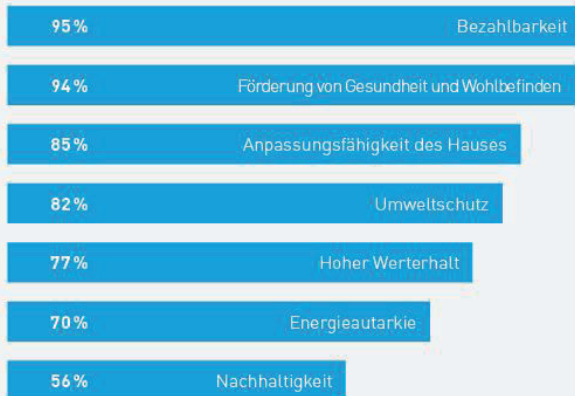 95% Bezahlbarkeit
94% Förderung von Gesundheit und Wohlbefinden
85% Anpassungsfähigkeit des Hauses
82% Umweltschutz
77% Hoher Werterhalt
70% Energieautarkie
56% Nachhaltigkeit